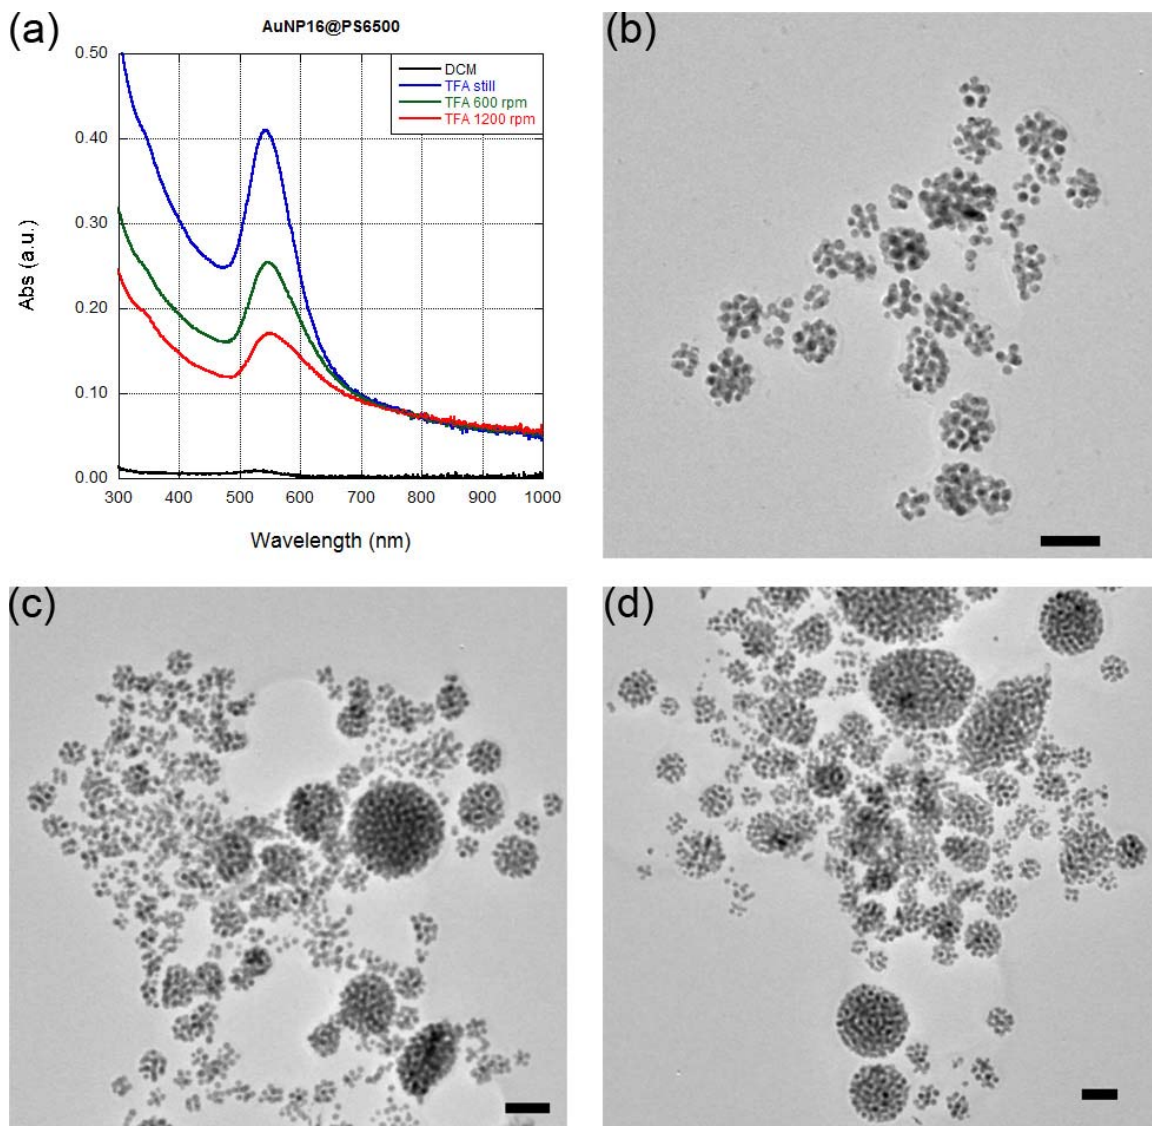 (a)
AuNP16@PS6500
0.50
0.40
0.30
0.20
0.10
0.00
Abs (a.u.)
DCM
TFA still
TFA 600 rpm
TFA 1200 rpm
300 400 500 600 700 800 900 1000
Wavelength (nm)
(b)
(c)
(d)